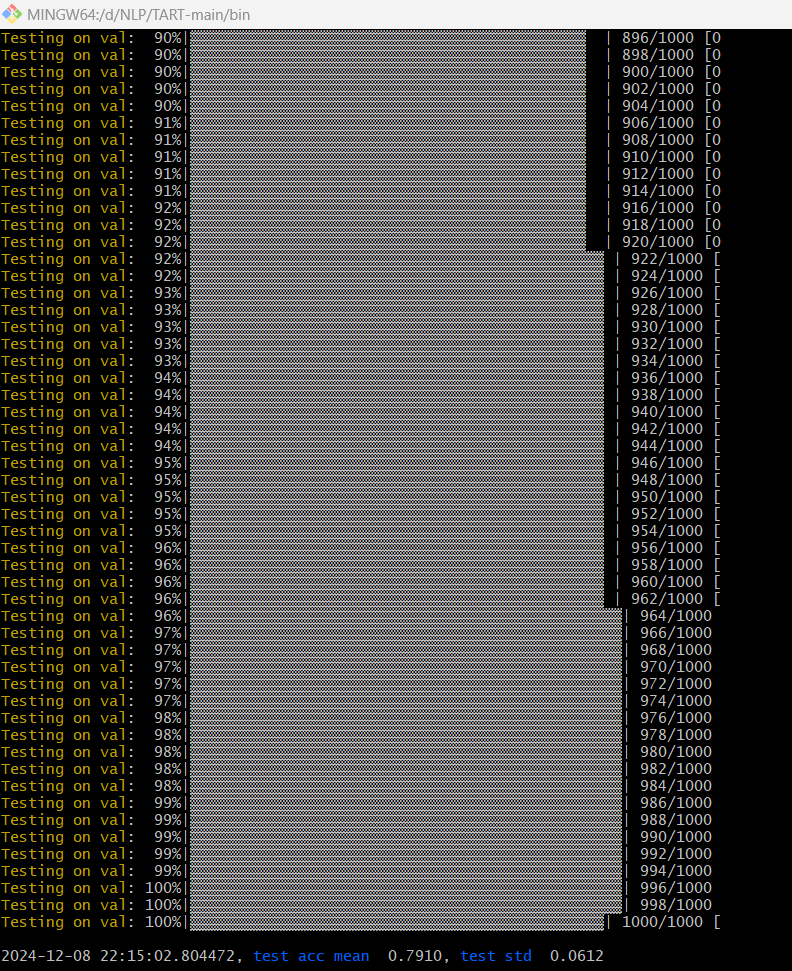 MINGW64:/d/NLP/TART-main/bin
Testing on val:  90%| | 896/1000 [0
Testing on val:  90%| | 898/1000 [0
Testing on val:  90%| | 900/1000 [0
Testing on val:  90%| | 902/1000 [0
Testing on val:  90%| | 904/1000 [0
Testing on val:  91%| | 906/1000 [0
Testing on val:  91%| | 908/1000 [0
Testing on val:  91%| | 910/1000 [0
Testing on val:  91%| | 912/1000 [0
Testing on val:  91%| | 914/1000 [0
Testing on val:  92%| | 916/1000 [0
Testing on val:  92%| | 918/1000 [0
Testing on val:  92%| | 920/1000 [0
Testing on val:  92%| | 922/1000 [
Testing on val:  92%| | 924/1000 [
Testing on val:  93%| | 926/1000 [
Testing on val:  93%| | 928/1000 [
Testing on val:  93%| | 930/1000 [
Testing on val:  93%| | 932/1000 [
Testing on val:  93%| | 934/1000 [
Testing on val:  94%| | 936/1000 [
Testing on val:  94%| | 938/1000 [
Testing on val:  94%| | 940/1000 [
Testing on val:  94%| | 942/1000 [
Testing on val:  94%| | 944/1000 [
Testing on val:  95%| | 946/1000 [
Testing on val:  95%| | 948/1000 [
Testing on val:  95%| | 950/1000 [
Testing on val:  95%| | 952/1000 [
Testing on val:  95%| | 954/1000 [
Testing on val:  96%| | 956/1000 [
Testing on val:  96%| | 958/1000 [
Testing on val:  96%| | 960/1000 [
Testing on val:  96%| | 962/1000 [
Testing on val:  96%| | 964/1000
Testing on val:  97%| | 966/1000
Testing on val:  97%| | 968/1000
Testing on val:  97%| | 970/1000
Testing on val:  97%| | 972/1000
Testing on val:  97%| | 974/1000
Testing on val:  98%| | 976/1000
Testing on val:  98%| | 978/1000
Testing on val:  98%| | 980/1000
Testing on val:  98%| | 982/1000
Testing on val:  98%| | 984/1000
Testing on val:  99%| | 986/1000
Testing on val:  99%| | 988/1000
Testing on val:  99%| | 990/1000
Testing on val:  99%| | 992/1000
Testing on val:  99%| | 994/1000
Testing on val: 100%| | 996/1000
Testing on val: 100%| | 998/1000
Testing on val: 100%| | 1000/1000 [
2024-12-08 22:15:02.804472, test acc mean  0.7910, test std  0.0612